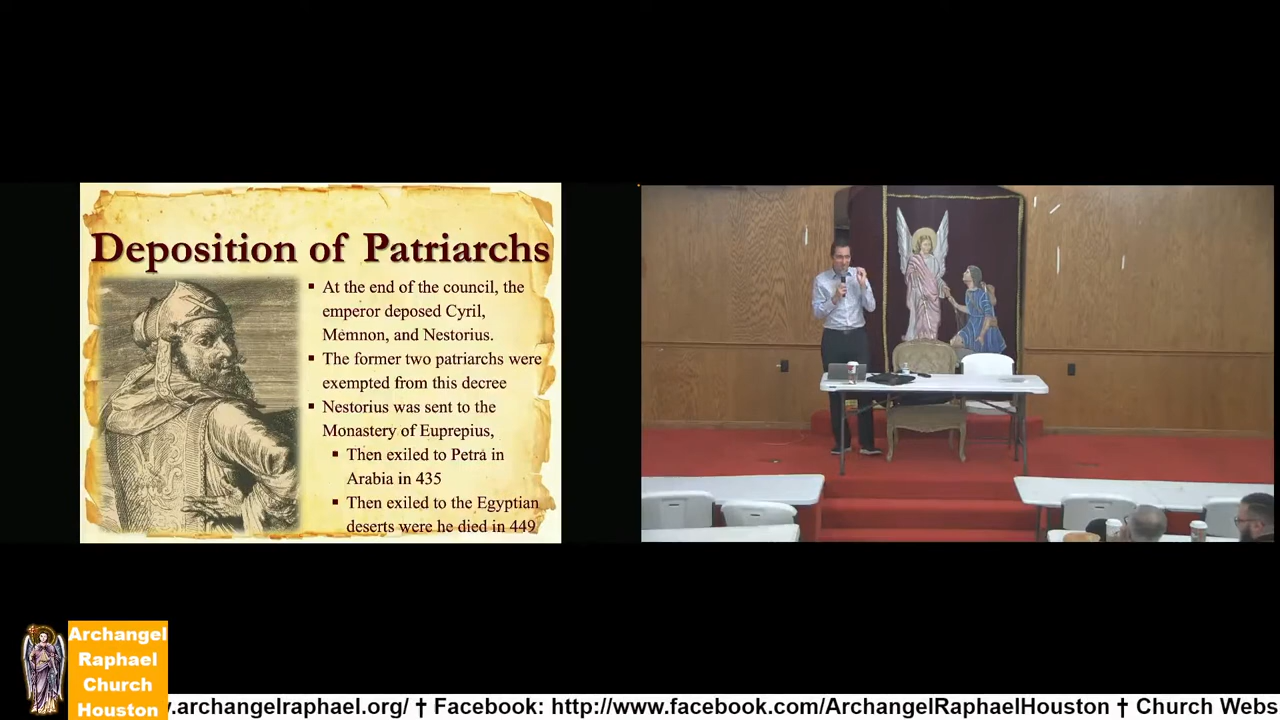 Deposition of Patriarchs
▪ At the end of the council, the
emperor deposed Cyril,
Memnon, and Nestorius.
▪ The former two patriarchs were
exempted from this decree
▪ Nestorius was sent to the
Monastery of Euprepius,
▪ Then exiled to Petra in
Arabia in 435
▪ Then exiled to the Egyptian
deserts were he died in 449
Archangel
Raphael
Church
Houston
.archangelraphael.org/ ✝ Facebook: http://www.facebook.com/ArchangelRaphaelHouston ✝ Church Webs